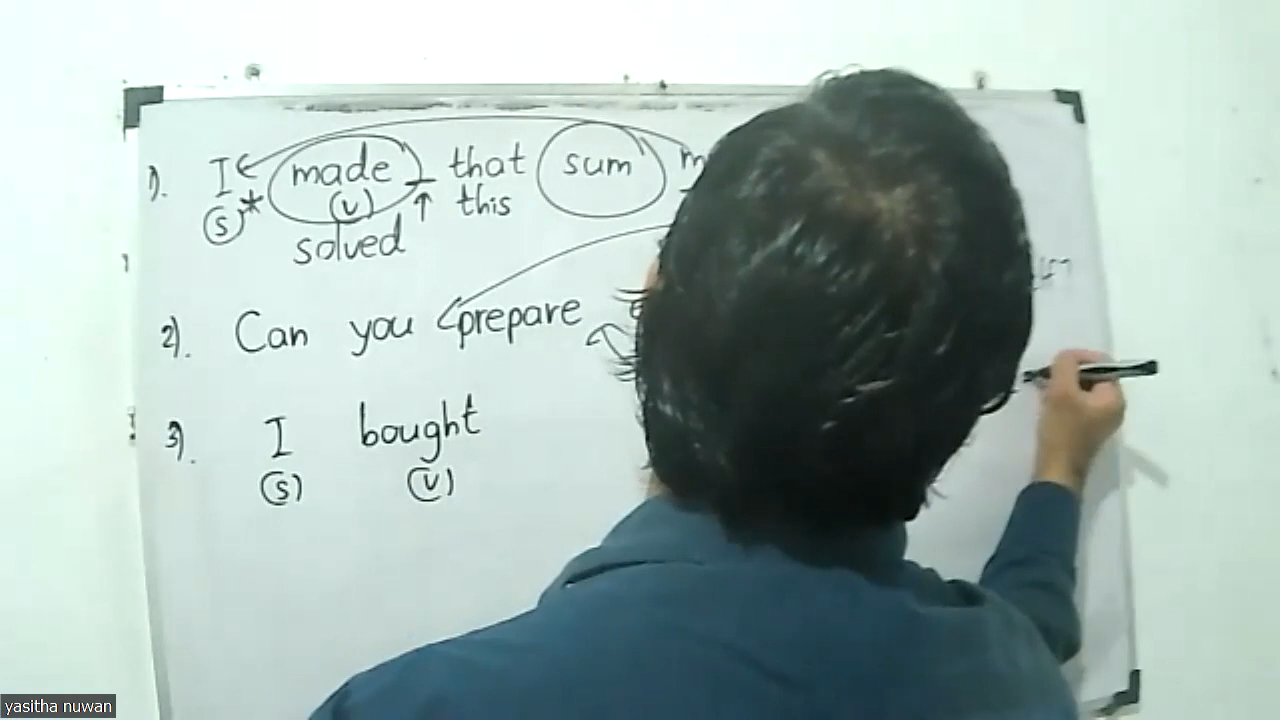 1). I made that sum
(S) * (V) this
solved
2). Can you prepare
3). I bought
(S) (V)
yasitha nuwan